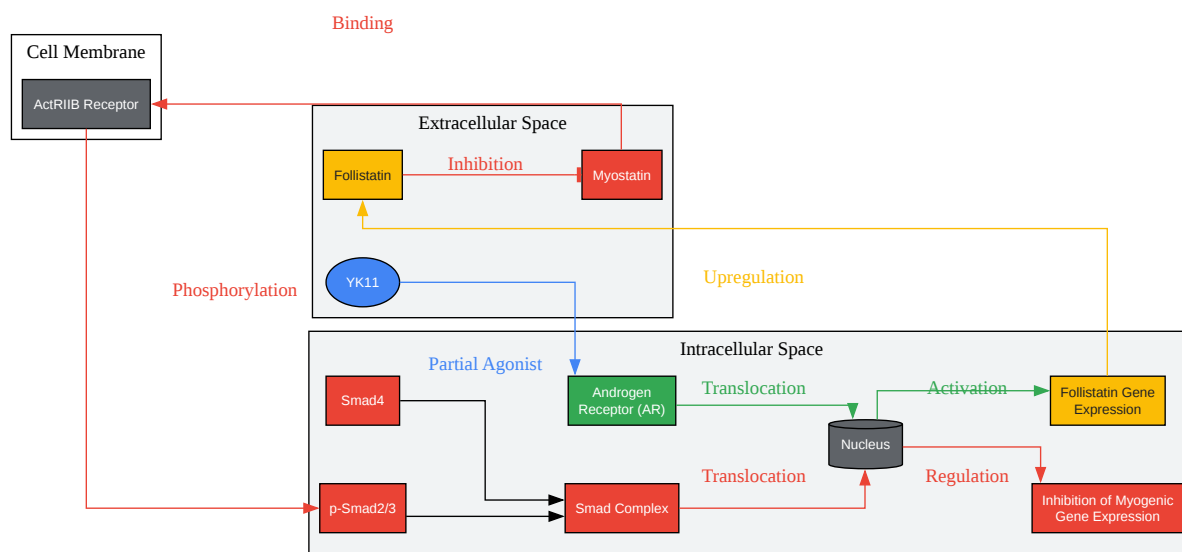 Binding
Cell Membrane
ActRIIB Receptor
Extracellular Space
Follistatin
Inhibition
Myostatin
YK11
Phosphorylation
Upregulation
Intracellular Space
Partial Agonist
Smad4
Androgen
Receptor (AR)
Translocation
Activation
Follistatin Gene
Expression
Nucleus
p-Smad2/3
Smad Complex
Translocation
Regulation
Inhibition of Myogenic
Gene Expression